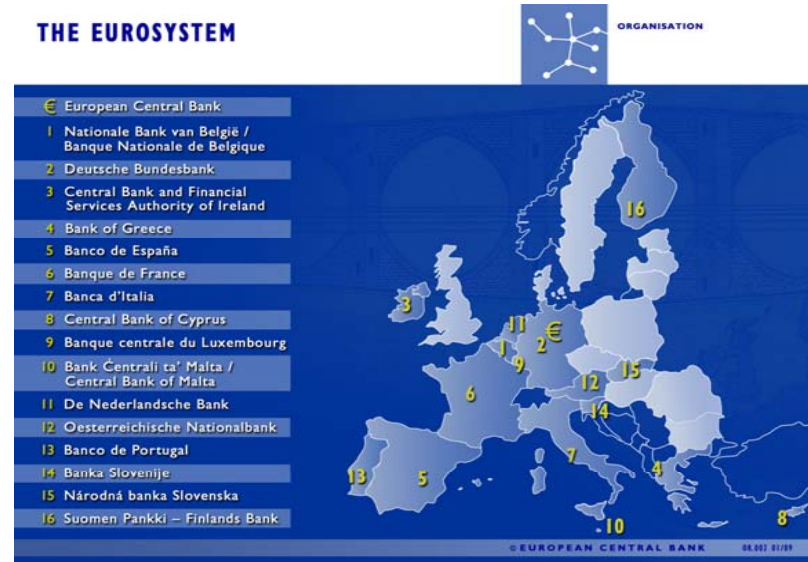 THE EUROSYSTEM
ORGANISATION
€ European Central Bank
1 Nationale Bank van België /
Banque Nationale de Belgique
2 Deutsche Bundesbank
3 Central Bank and Financial
Services Authority of Ireland
4 Bank of Greece
5 Banco de España
6 Banque de France
7 Banca d'Italia
8 Central Bank of Cyprus
9 Banque centrale du Luxembourg
10 Bank Ċentrali ta' Malta /
Central Bank of Malta
11 De Nederlandsche Bank
12 Oesterreichische Nationalbank
13 Banco de Portugal
14 Banka Slovenije
15 Národná banka Slovenska
16 Suomen Pankki – Finlands Bank
16
3
11
€
1
2
9
15
12
6
14
7
4
13
5
10
8
© EUROPEAN CENTRAL BANK 08.002 01/09